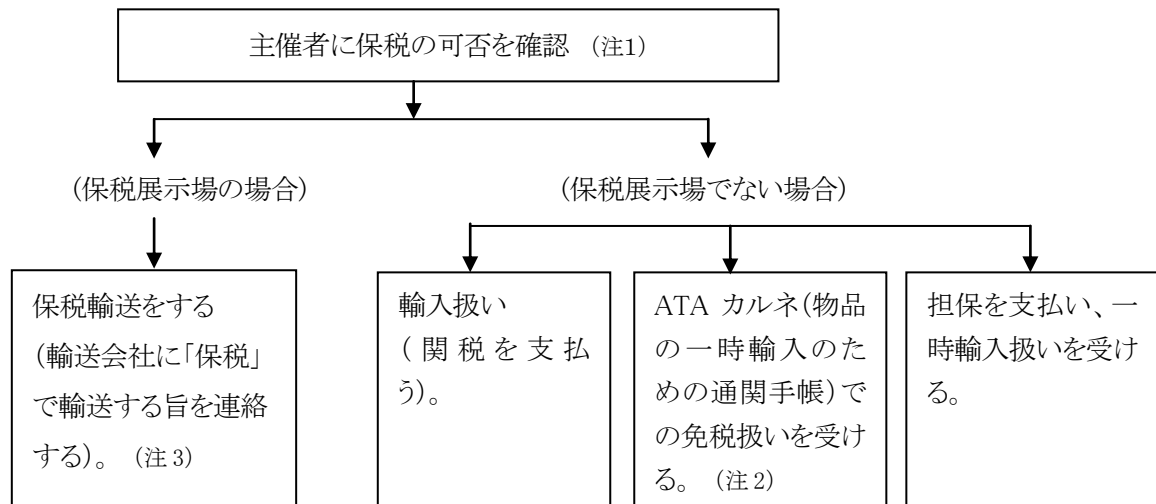 主催者に保税の可否を確認 （注1）
（保税展示場の場合）
（保税展示場でない場合）
保税輸送をする
（輸送会社に「保税」
で輸送する旨を連絡
する）。（注3）
輸入扱い
（関税を支払
う）。
ATA カルネ（物品
の一時輸入のた
めの通関手帳）で
の免税扱いを受け
る。（注2）
担保を支払い、一
時輸入扱いを受け
る。